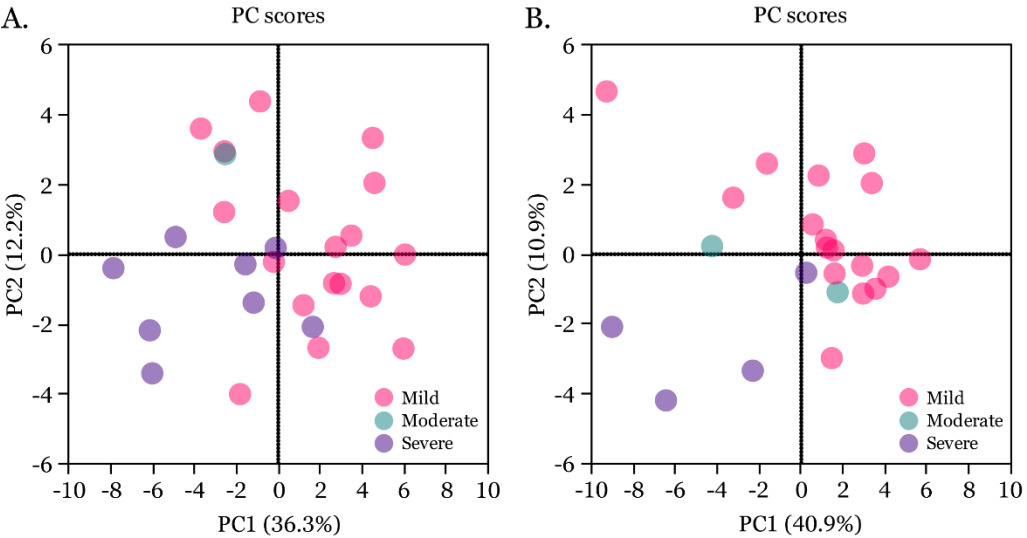 A.
PC scores
6
4
2
0
-2
-4
-6
PC2 (12.2%)
Mild
Moderate
Severe
-10 -8 -6 -4 -2 0 2 4 6 8 10
PC1 (36.3%)
B.
PC scores
6
4
2
0
-2
-4
-6
PC2 (10.9%)
Mild
Moderate
Severe
-10 -8 -6 -4 -2 0 2 4 6 8 10
PC1 (40.9%)